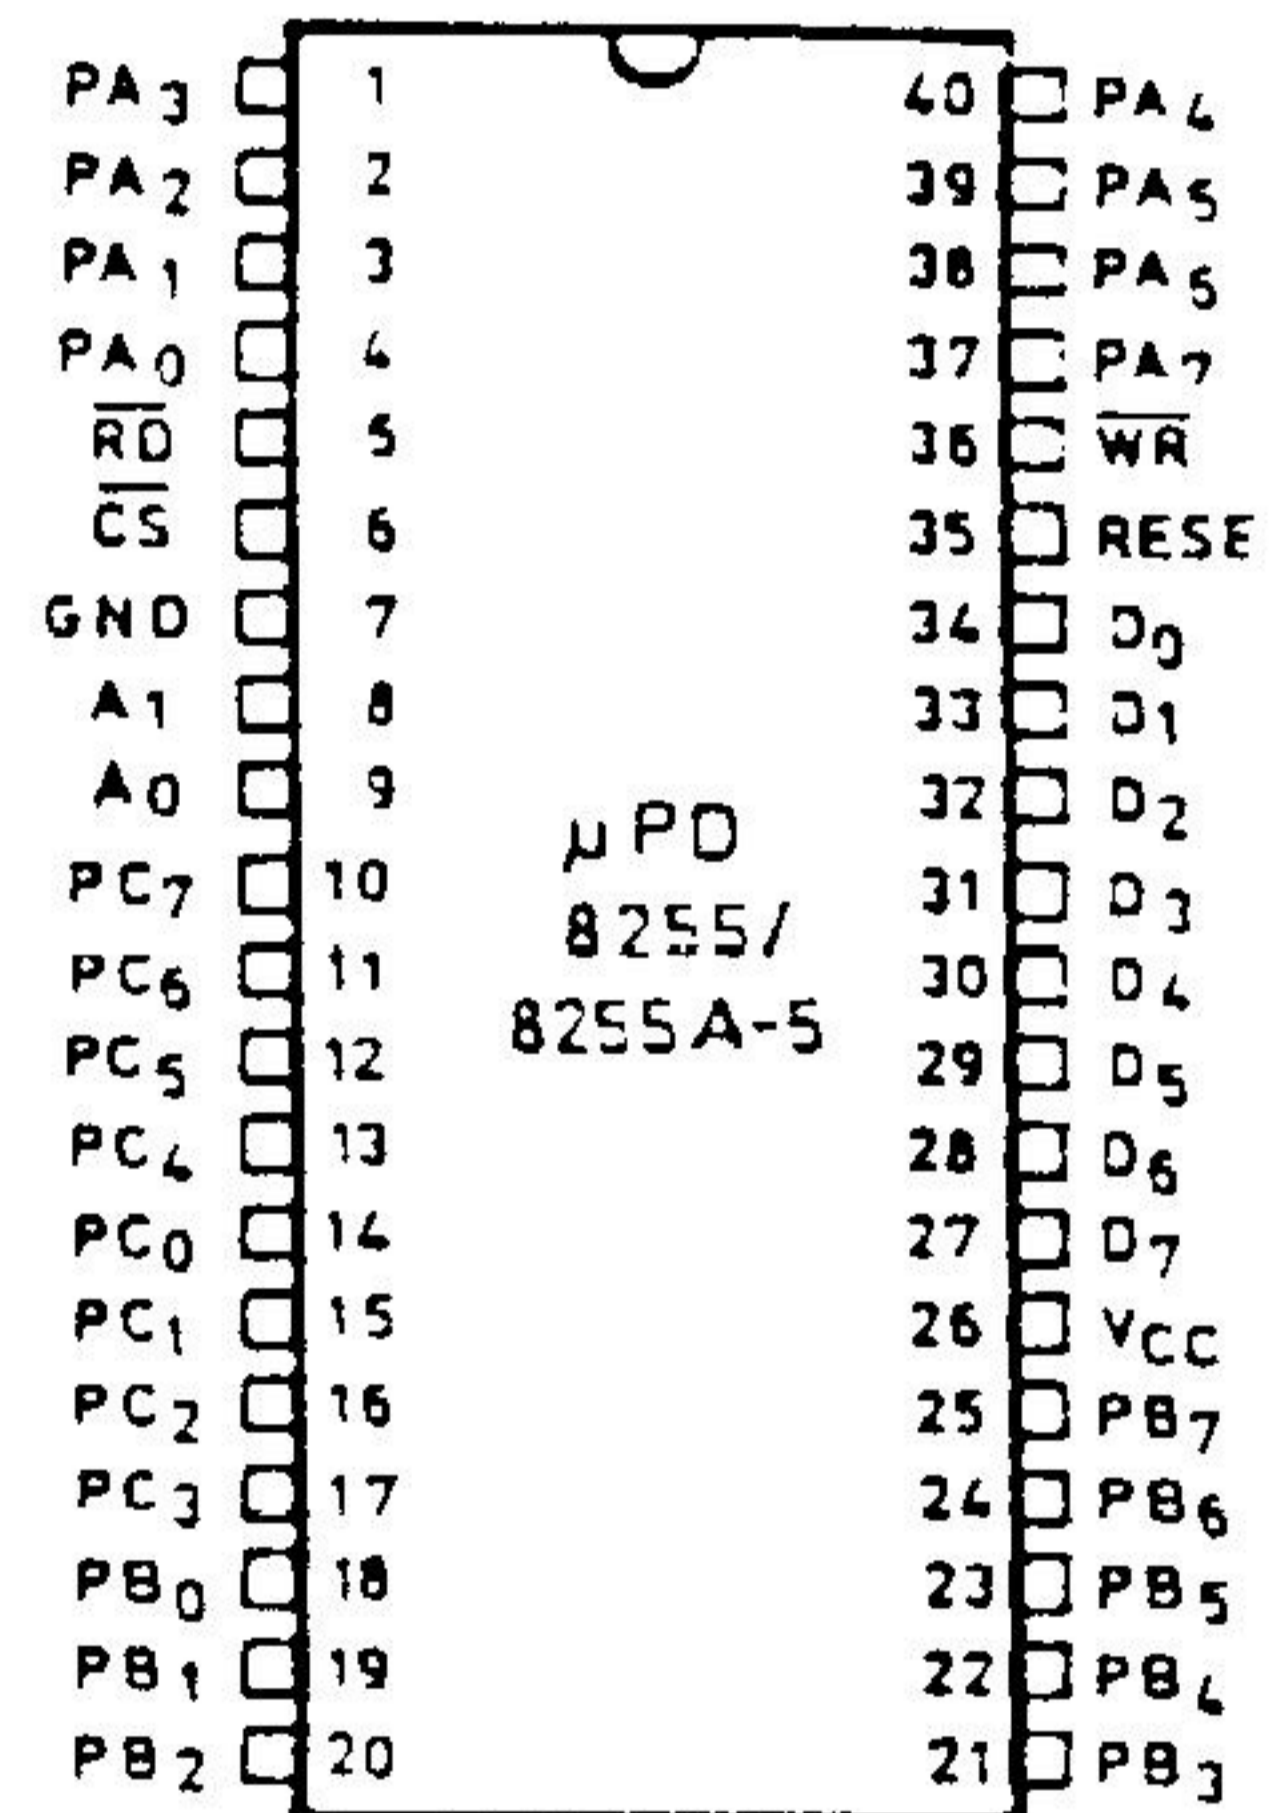 PA3 1 40 PA4
PA2 2 39 PA5
PA1 3 38 PA6
PA0 4 37 PA7
R̅D̅ 5 36 W̅R̅
C̅S̅ 6 35 RESE
GND 7 34 D0
A1 8 33 D1
A0 9 32 D2
µPD
PC7 10 31 D3
8255/
PC6 11 30 D4
8255A-5
PC5 12 29 D5
PC4 13 28 D6
PC0 14 27 D7
PC1 15 26 VCC
PC2 16 25 PB7
PC3 17 24 PB6
PB0 18 23 PB5
PB1 19 22 PB4
PB2 20 21 PB3